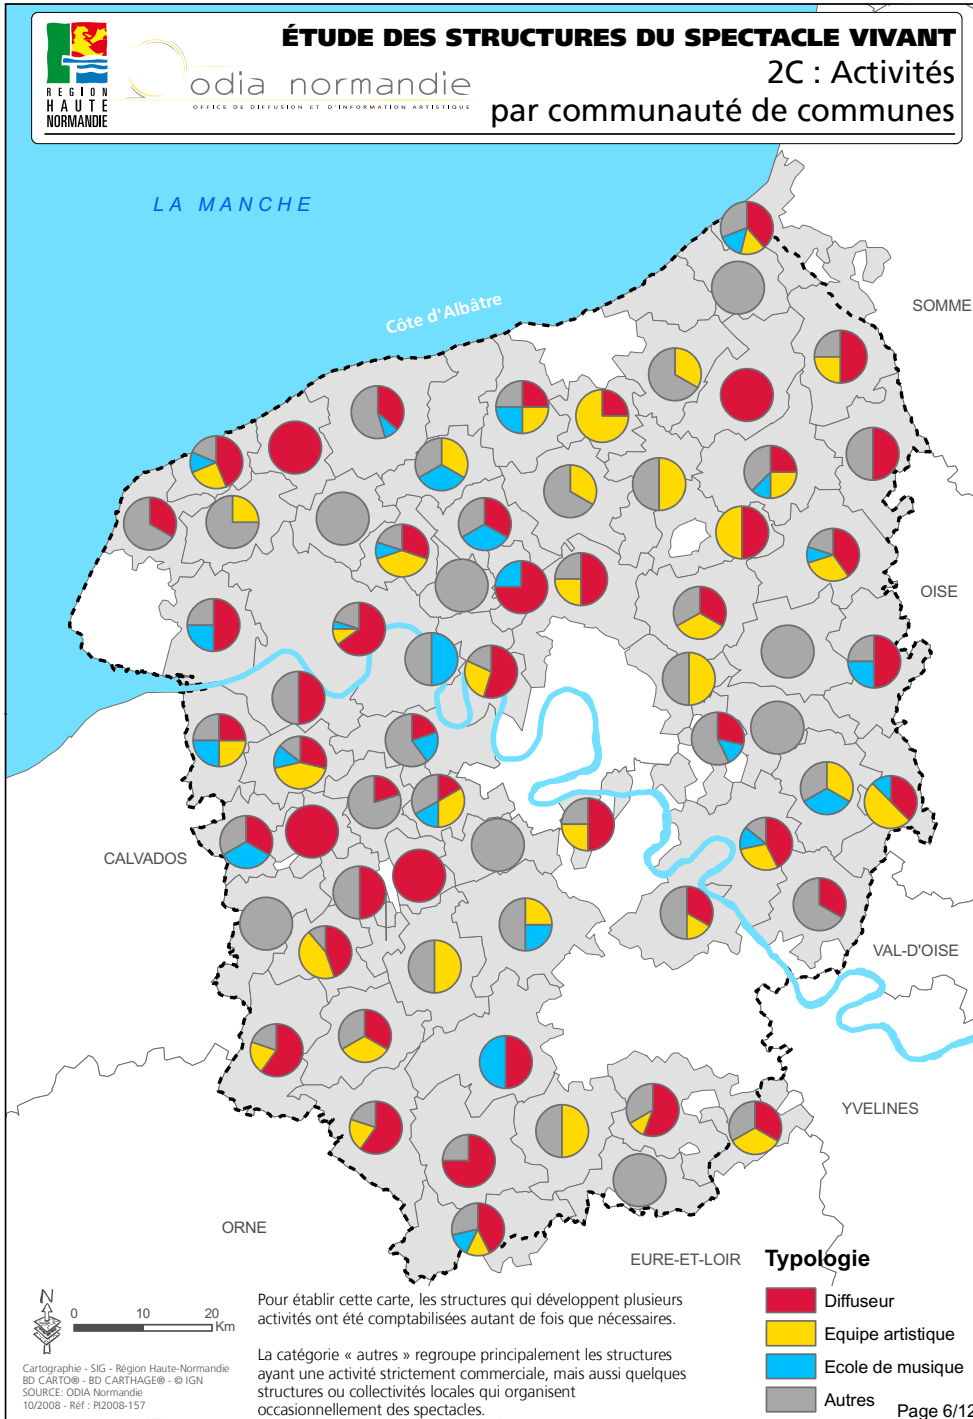 ÉTUDE DES STRUCTURES DU SPECTACLE VIVANT
2C : Activités
par communauté de communes
REGION
HAUTE
NORMANDIE
odia normandie
OFFICE DE DIFFUSION ET D'INFORMATION ARTISTIQUE
LA MANCHE
Côte d'Albâtre
SOMME
OISE
CALVADOS
VAL-D'OISE
YVELINES
ORNE
EURE-ET-LOIR
Typologie
Diffuseur
Equipe artistique
Ecole de musique
Autres
N
0 10 20
Km
Pour établir cette carte, les structures qui développent plusieurs
activités ont été comptabilisées autant de fois que nécessaires.
La catégorie « autres » regroupe principalement les structures
ayant une activité strictement commerciale, mais aussi quelques
structures ou collectivités locales qui organisent
occasionnellement des spectacles.
Cartographie - SIG - Région Haute-Normandie
BD CARTO® - BD CARTHAGE® - © IGN
SOURCE: ODIA Normandie
10/2008 - Réf : PI2008-157
Page 6/12